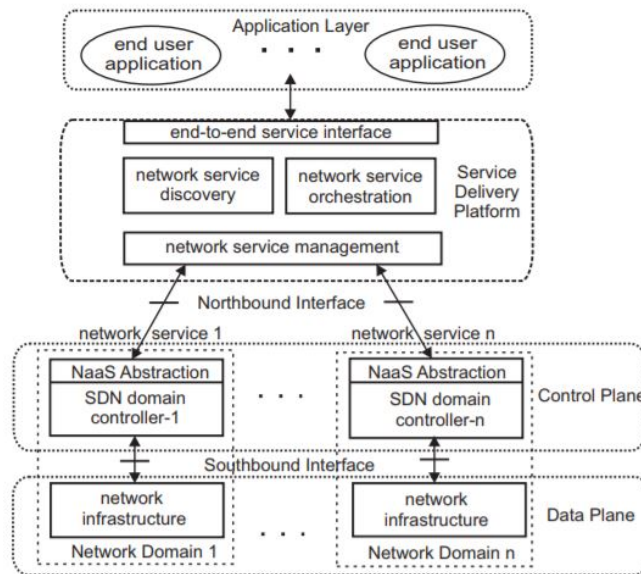 Application Layer
end user
application
. . .
end user
application
end-to-end service interface
network service
discovery
network service
orchestration
Service
Delivery
Platform
network service management
Northbound Interface
network service 1
network service n
NaaS Abstraction
SDN domain
controller-1
. . .
NaaS Abstraction
SDN domain
controller-n
Control Plane
Southbound Interface
network
infrastructure
. . .
network
infrastructure
Data Plane
Network Domain 1
Network Domain n